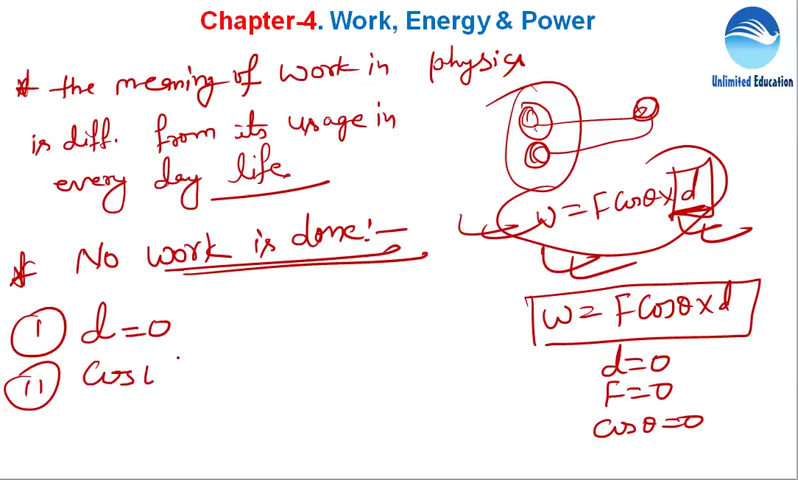 Chapter-4. Work, Energy & Power
Unlimited Education
* the meaning of work in physics
is diff. from its usage in
every day life
W = F cosθ x d
* No work is done:-
I d=0
II cos
W = F cosθ x d
d=0
F=0
cosθ=0